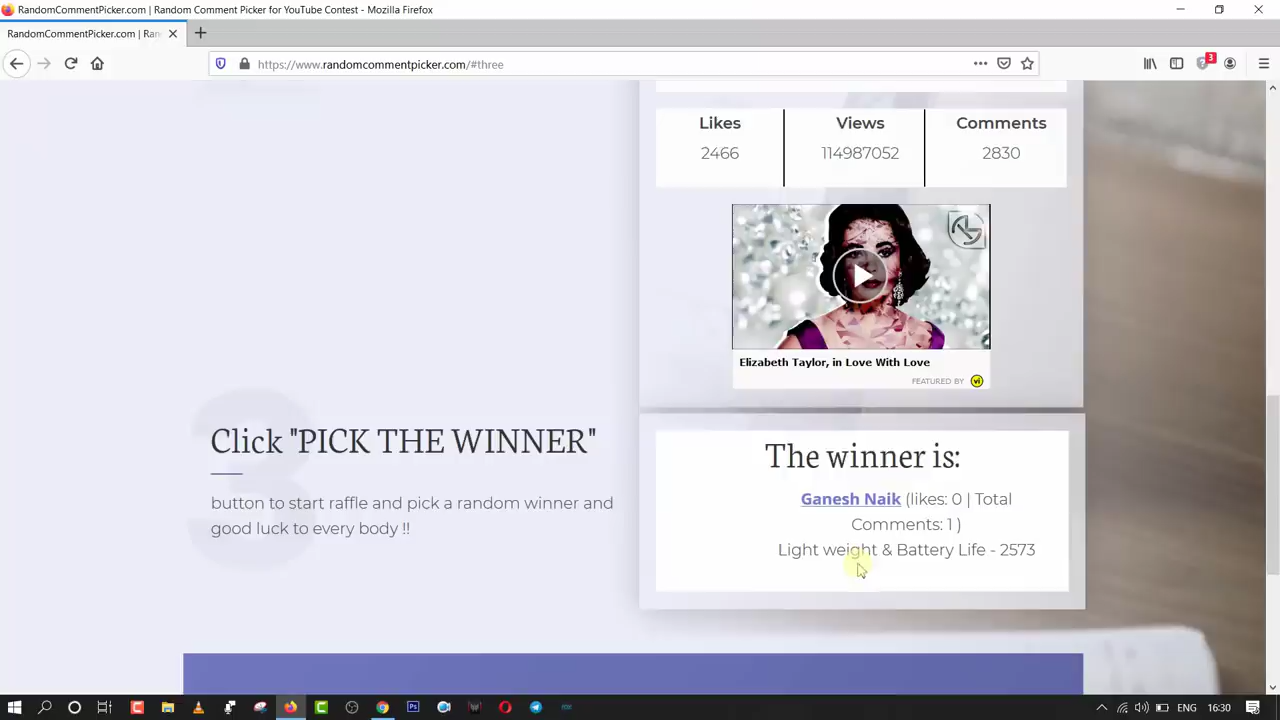 RandomCommentPicker.com | Random Comment Picker for YouTube Contest - Mozilla Firefox
RandomCommentPicker.com | Ran
https://www.randomcommentpicker.com/#three
3
Likes
Views
Comments
2466
114987052
2830
Elizabeth Taylor, in Love With Love
FEATURED BY vi
3
Click "PICK THE WINNER"
button to start raffle and pick a random winner and
good luck to every body !!
The winner is:
Ganesh Naik (likes: 0 | Total
Comments: 1 )
Light weight & Battery Life - 2573
ENG
16:30